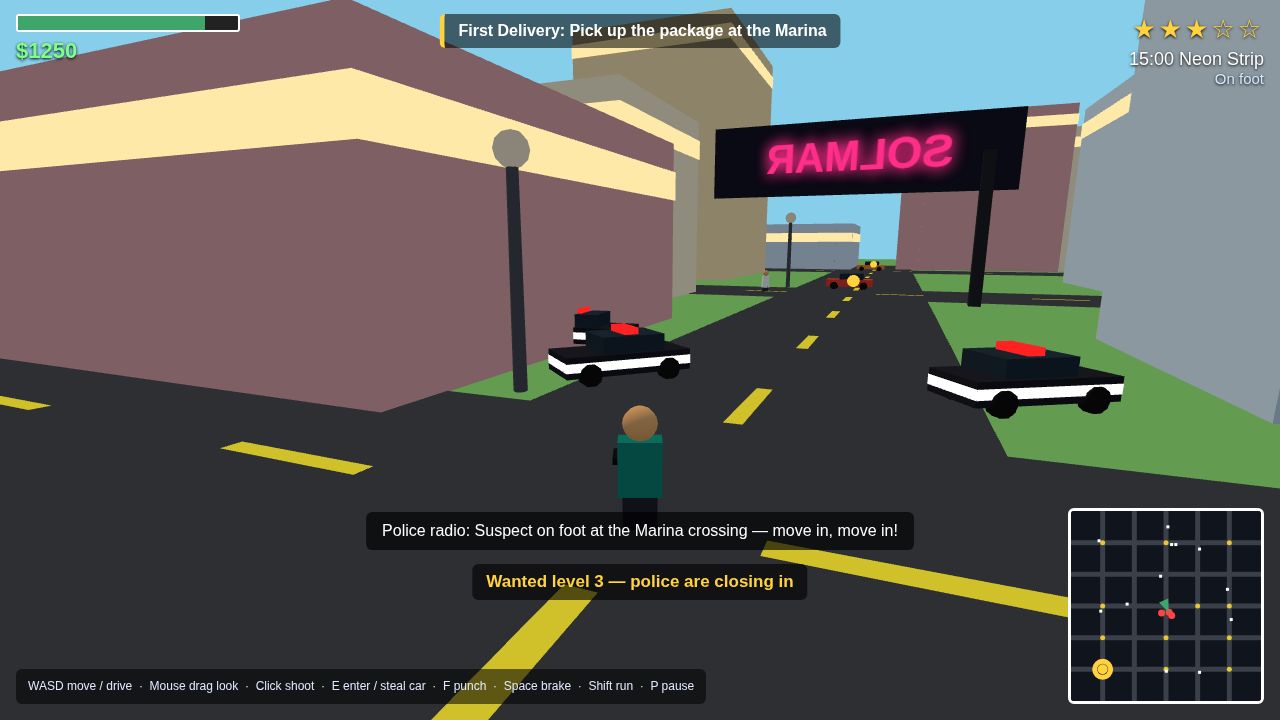 First Delivery: Pick up the package at the Marina
★★★☆☆
$1250
15:00 Neon Strip
On foot
SOLMAR
Police radio: Suspect on foot at the Marina crossing — move in, move in!
Wanted level 3 — police are closing in
WASD move / drive · Mouse drag look · Click shoot · E enter / steal car · F punch · Space brake · Shift run · P pause